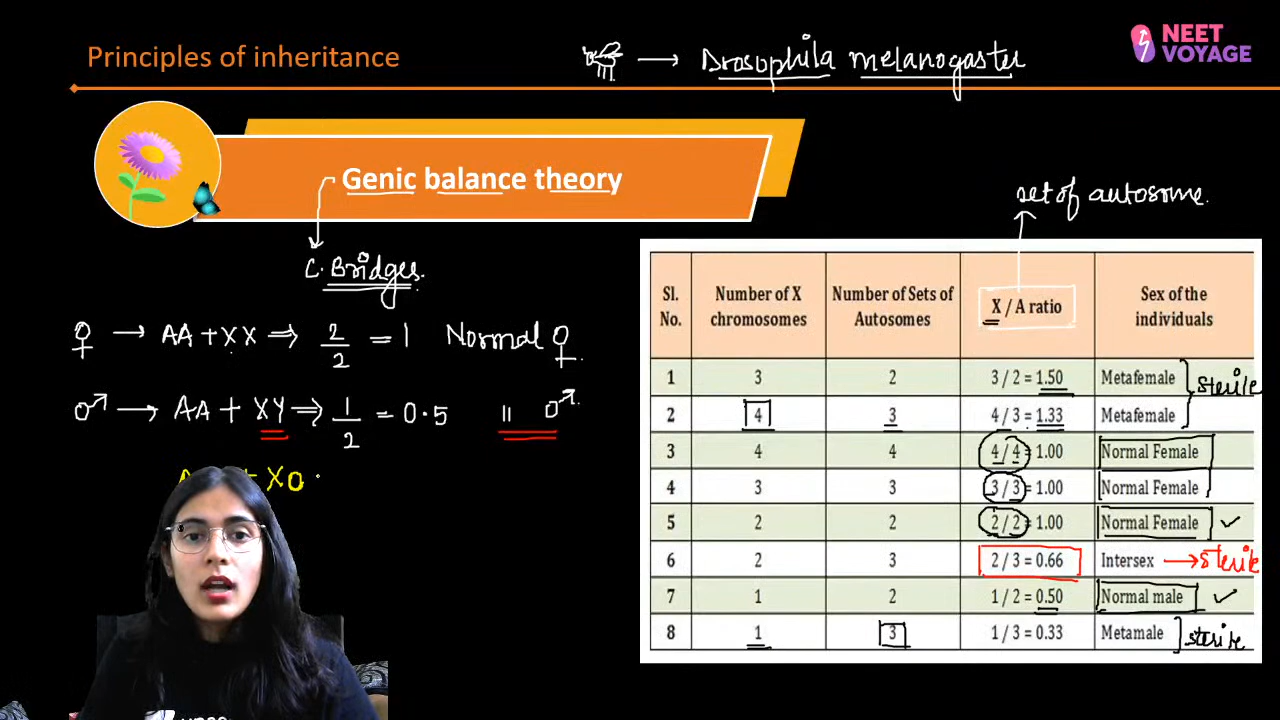 Principles of inheritance
Drosophila melanogaster
NEET
VOYAGE
Genic balance theory
C. Bridges.
set of autosome.
♀ → AA + XX ⇒ 2/2 = 1 Normal ♀
♂ → AA + XY ⇒ 1/2 = 0.5 〃 ♂
+ XO
Sl. No. Number of X chromosomes Number of Sets of Autosomes X / A ratio Sex of the individuals
1 3 2 3 / 2 = 1.50 Metafemale sterile
2 4 3 4 / 3 = 1.33 Metafemale
3 4 4 4 / 4 = 1.00 Normal Female
4 3 3 3 / 3 = 1.00 Normal Female
5 2 2 2 / 2 = 1.00 Normal Female
6 2 3 2 / 3 = 0.66 Intersex → sterile
7 1 2 1 / 2 = 0.50 Normal male
8 1 3 1 / 3 = 0.33 Metamale sterile